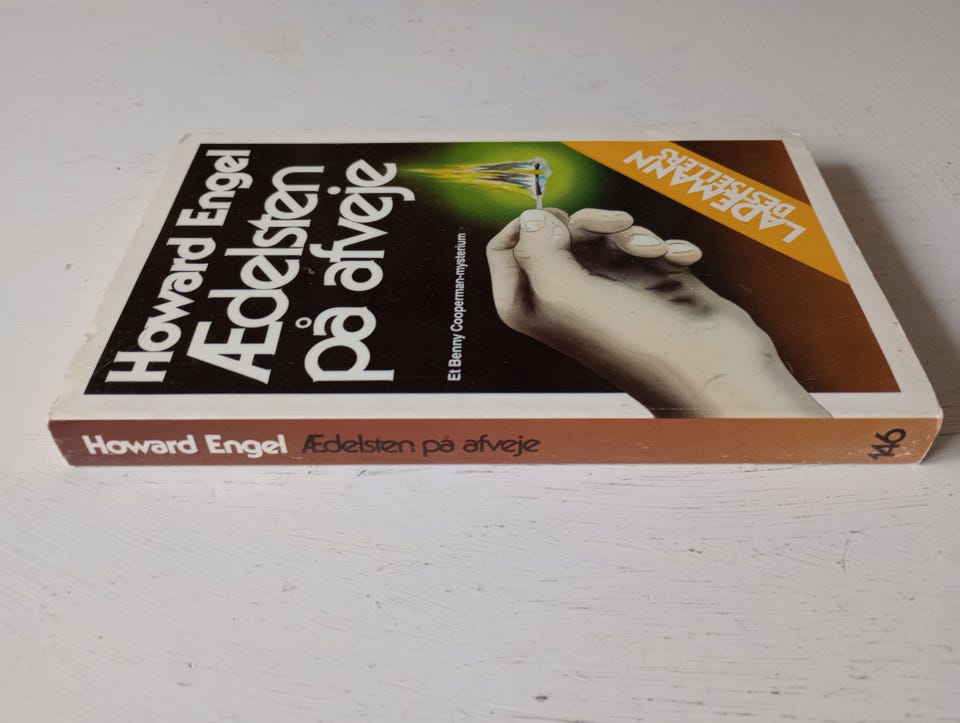 Howard Engel
Ædelsten
på afveje
Et Benny Cooperman-mysterium
LADEMANN
BESTSELLERS
Howard Engel Ædelsten på afveje
146